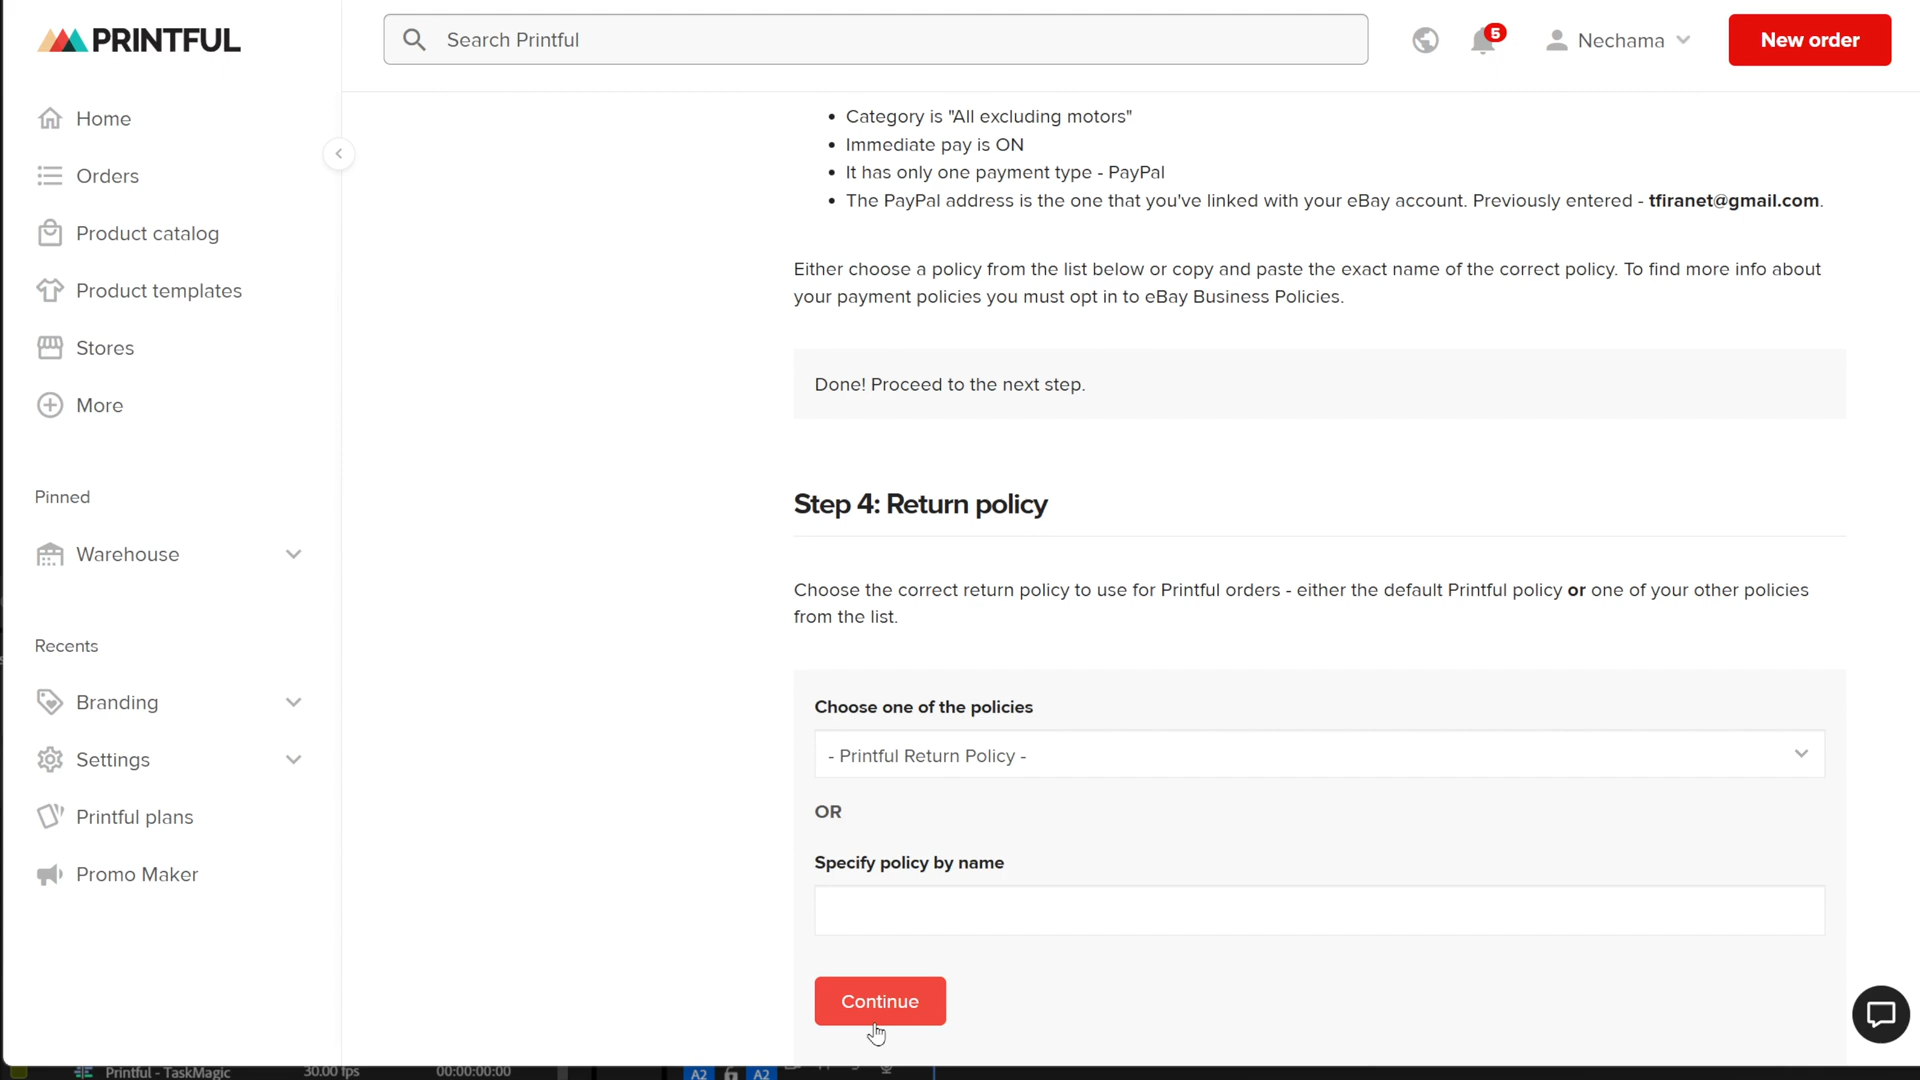 PRINTFUL
Search Printful
5
Nechama
New order
Home
Orders
Product catalog
Product templates
Stores
More
Pinned
Warehouse
Recents
Branding
Settings
Printful plans
Promo Maker
• Category is "All excluding motors"
• Immediate pay is ON
• It has only one payment type - PayPal
• The PayPal address is the one that you've linked with your eBay account. Previously entered - tfiranet@gmail.com.
Either choose a policy from the list below or copy and paste the exact name of the correct policy. To find more info about
your payment policies you must opt in to eBay Business Policies.
Done! Proceed to the next step.
Step 4: Return policy
Choose the correct return policy to use for Printful orders - either the default Printful policy or one of your other policies
from the list.
Choose one of the policies
- Printful Return Policy -
OR
Specify policy by name
Continue
Printful - TaskMagic
30.00 fps
00:00:00:00
A2
A2